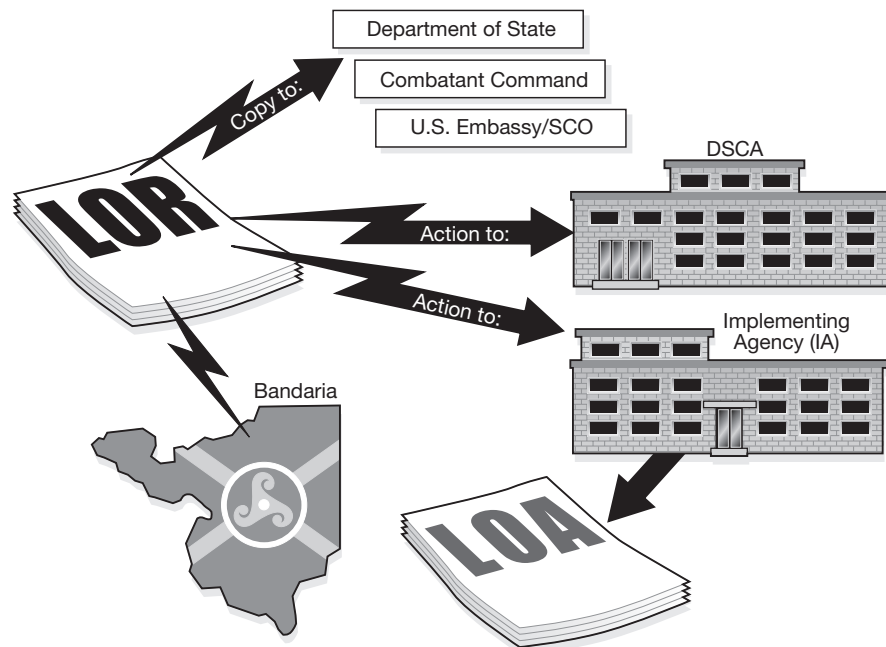 Department of State
Combatant Command
U.S. Embassy/SCO
Copy to:
DSCA
LOR
Action to:
Action to:
Implementing
Agency (IA)
Bandaria
LOA